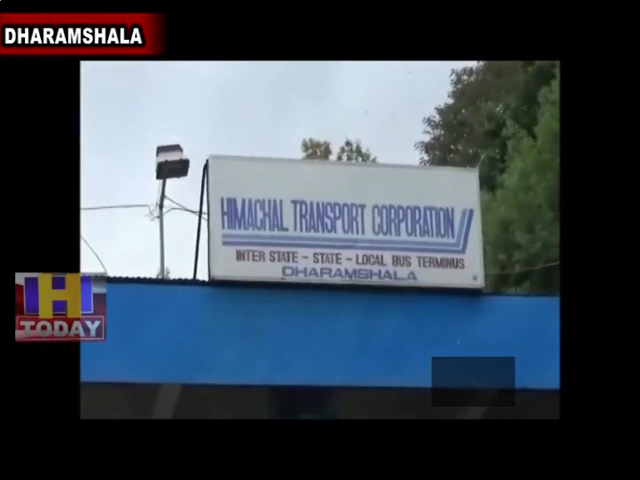 DHARAMSHALA
HIMACHAL TRANSPORT CORPORATION
INTER STATE - STATE - LOCAL BUS TERMINUS
DHARAMSHALA
H
TODAY